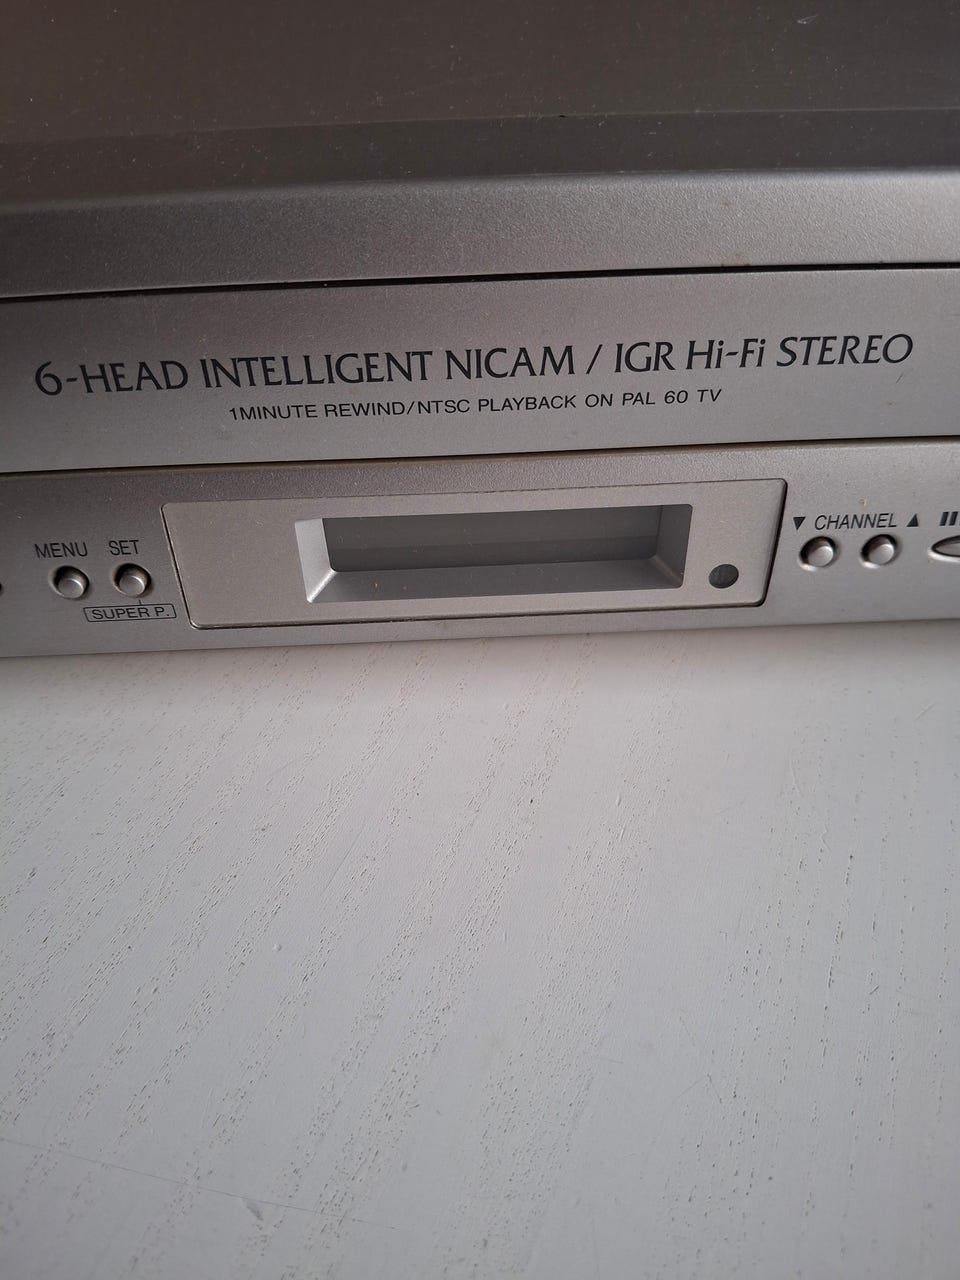 6-HEAD INTELLIGENT NICAM / IGR Hi-Fi STEREO
1MINUTE REWIND/NTSC PLAYBACK ON PAL 60 TV
MENU SET
SUPER P.
▼ CHANNEL ▲